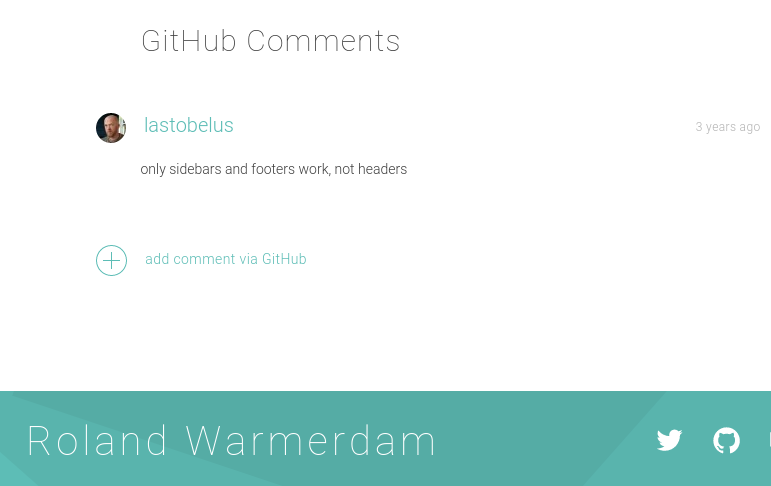 GitHub Comments
lastobelus
3 years ago
only sidebars and footers work, not headers
add comment via GitHub
Roland Warmerdam